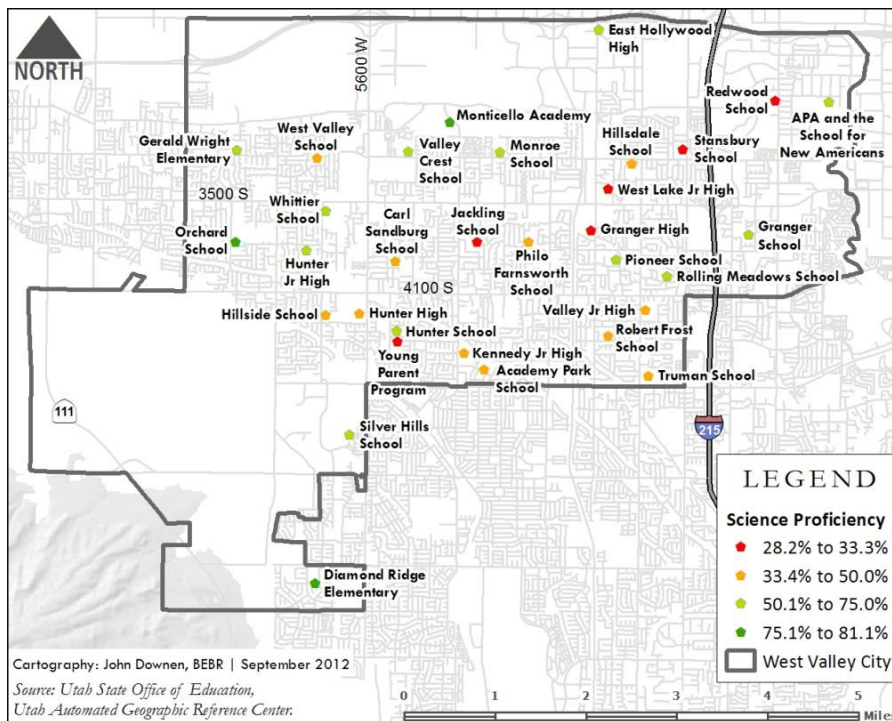 NORTH
5600 W
East Hollywood
High
Redwood
School
APA and the
School for
New Americans
Monticello Academy
Gerald Wright
Elementary
West Valley
School
Valley
Crest
School
Monroe
School
Hillsdale
School
Stansbury
School
3500 S
West Lake Jr High
Whittier
School
Orchard
School
Hunter
Jr High
Carl
Sandburg
School
Jackling
School
Philo
Farnsworth
School
Granger High
Granger
School
Pioneer School
Rolling Meadows School
4100 S
Hillside School
Hunter High
Hunter School
Young
Parent
Program
Valley Jr High
Robert Frost
School
Kennedy Jr High
Academy Park
School
Truman School
111
215
Silver Hills
School
Diamond Ridge
Elementary
LEGEND
Science Proficiency
28.2% to 33.3%
33.4% to 50.0%
50.1% to 75.0%
75.1% to 81.1%
West Valley City
Cartography: John Downen, BEBR | September 2012
Source: Utah State Office of Education,
Utah Automated Geographic Reference Center.
0 1 2 3 4 5
Miles